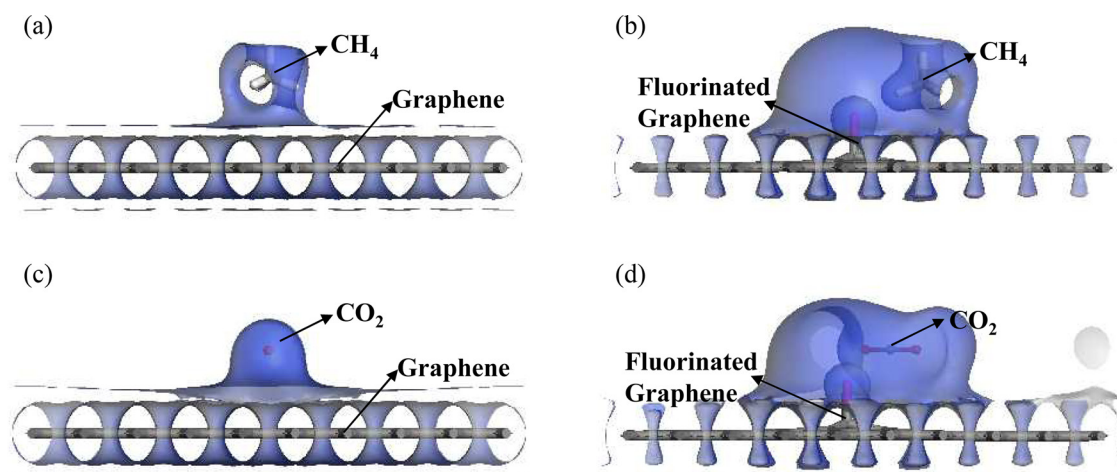 (a)
CH4
Graphene
(b)
CH4
Fluorinated
Graphene
(c)
CO2
Graphene
(d)
CO2
Fluorinated
Graphene